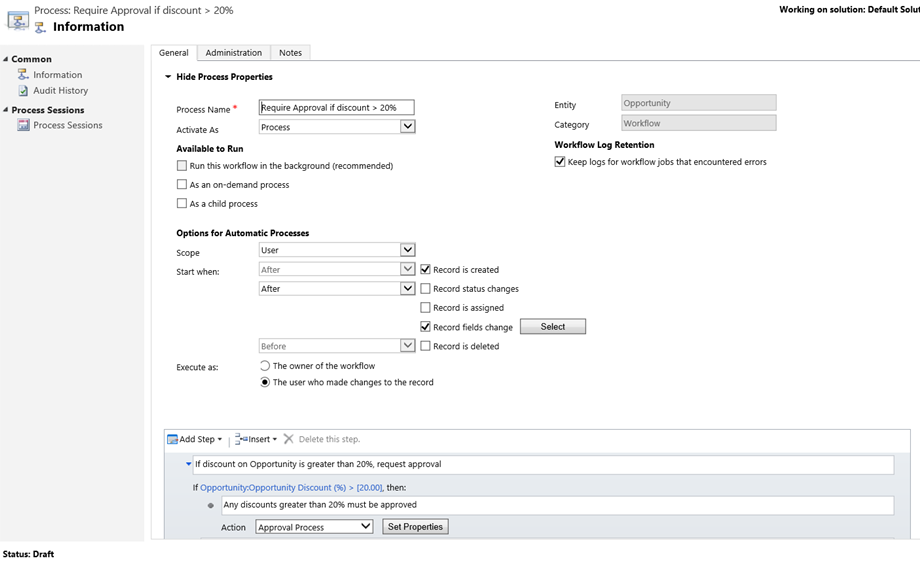 Process: Require Approval if discount > 20%
Working on solution: Default Solut
Information
Common
Information
Audit History
Process Sessions
Process Sessions
General Administration Notes
Hide Process Properties
Process Name * Require Approval if discount > 20%
Entity Opportunity
Activate As Process
Category Workflow
Available to Run
Workflow Log Retention
Run this workflow in the background (recommended)
Keep logs for workflow jobs that encountered errors
As an on-demand process
As a child process
Options for Automatic Processes
Scope User
Start when: After Record is created
After Record status changes
Record is assigned
Record fields change Select
Before Record is deleted
Execute as: The owner of the workflow
The user who made changes to the record
Add Step Insert Delete this step.
If discount on Opportunity is greater than 20%, request approval
If Opportunity:Opportunity Discount (%) > [20.00], then:
Any discounts greater than 20% must be approved
Action Approval Process Set Properties
Status: Draft